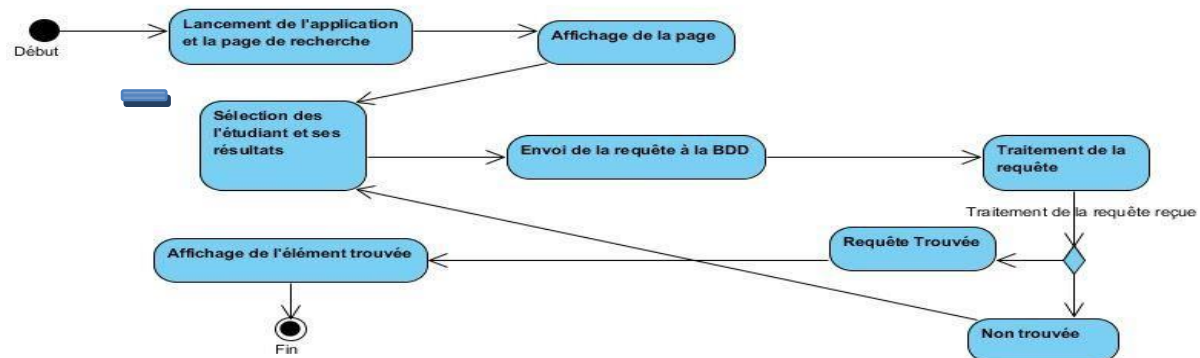 Début
Lancement de l'application
et la page de recherche
Affichage de la page
Sélection des
l'étudiant et ses
résultats
Envoi de la requête à la BDD
Traitement de la
requête
Traitement de la requête reçue
Requête Trouvée
Affichage de l'élément trouvée
Non trouvée
Fin